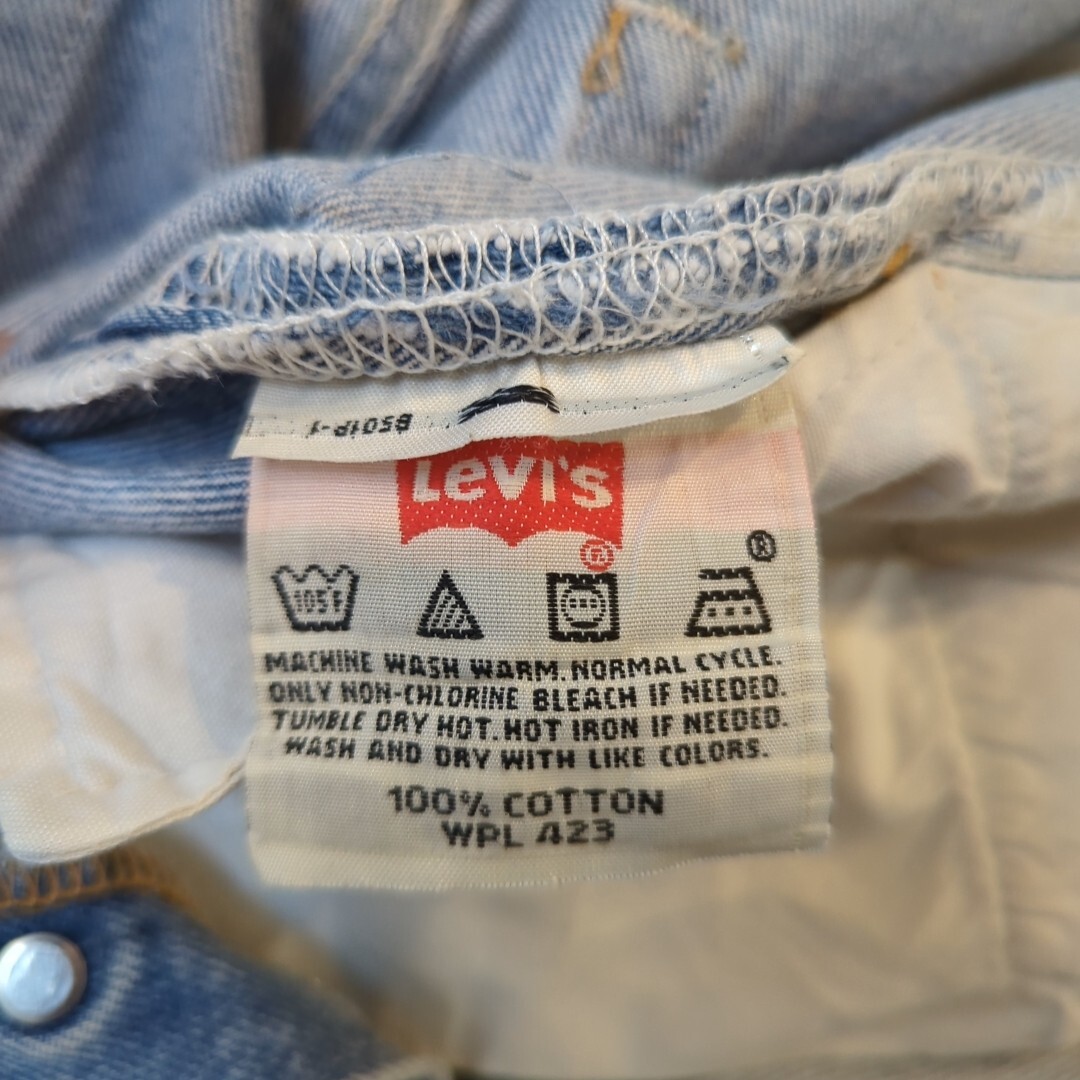 B501P-1
Levi's
®
®
105°F
MACHINE WASH WARM. NORMAL CYCLE.
ONLY NON-CHLORINE BLEACH IF NEEDED.
TUMBLE DRY HOT. HOT IRON IF NEEDED.
WASH AND DRY WITH LIKE COLORS.
100% COTTON
WPL 423